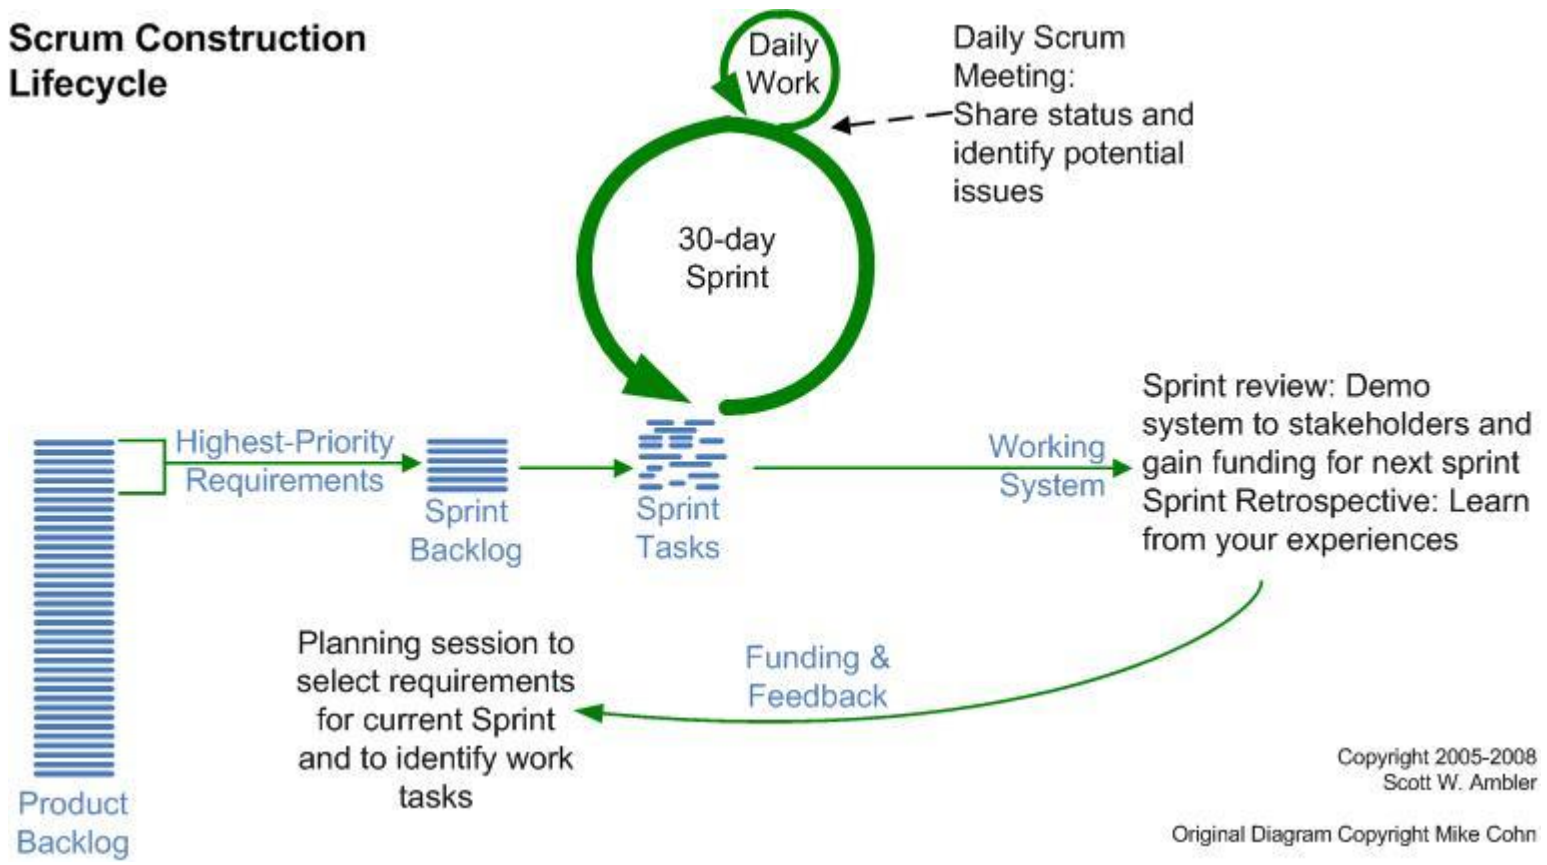 Scrum Construction
Lifecycle
Daily
Work
Daily Scrum
Meeting:
Share status and
identify potential
issues
30-day
Sprint
Highest-Priority
Requirements
Sprint
Backlog
Sprint
Tasks
Working
System
Sprint review: Demo
system to stakeholders and
gain funding for next sprint
Sprint Retrospective: Learn
from your experiences
Planning session to
select requirements
for current Sprint
and to identify work
tasks
Funding &
Feedback
Product
Backlog
Copyright 2005-2008
Scott W. Ambler
Original Diagram Copyright Mike Cohn